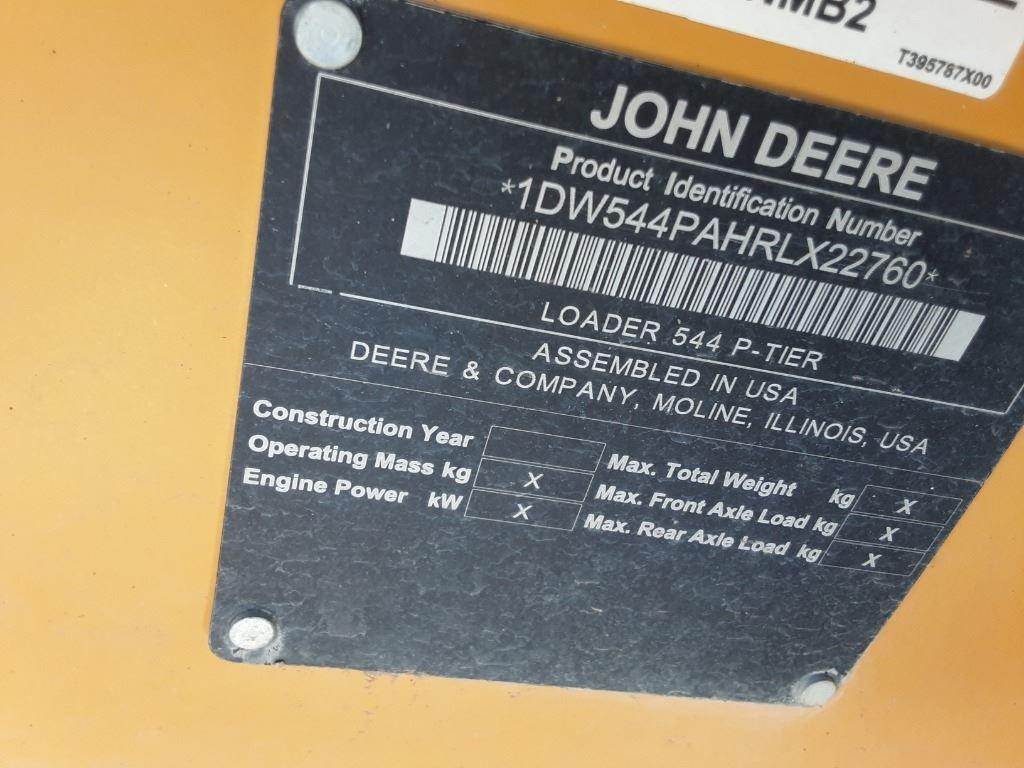 T395787X00
JOHN DEERE
Product Identification Number
*1DW544PAHRLX22760*
LOADER 544 P-TIER
ASSEMBLED IN USA
DEERE & COMPANY, MOLINE, ILLINOIS, USA
Construction Year
Operating Mass kg X
Engine Power kW X
Max. Total Weight kg X
Max. Front Axle Load kg X
Max. Rear Axle Load kg X